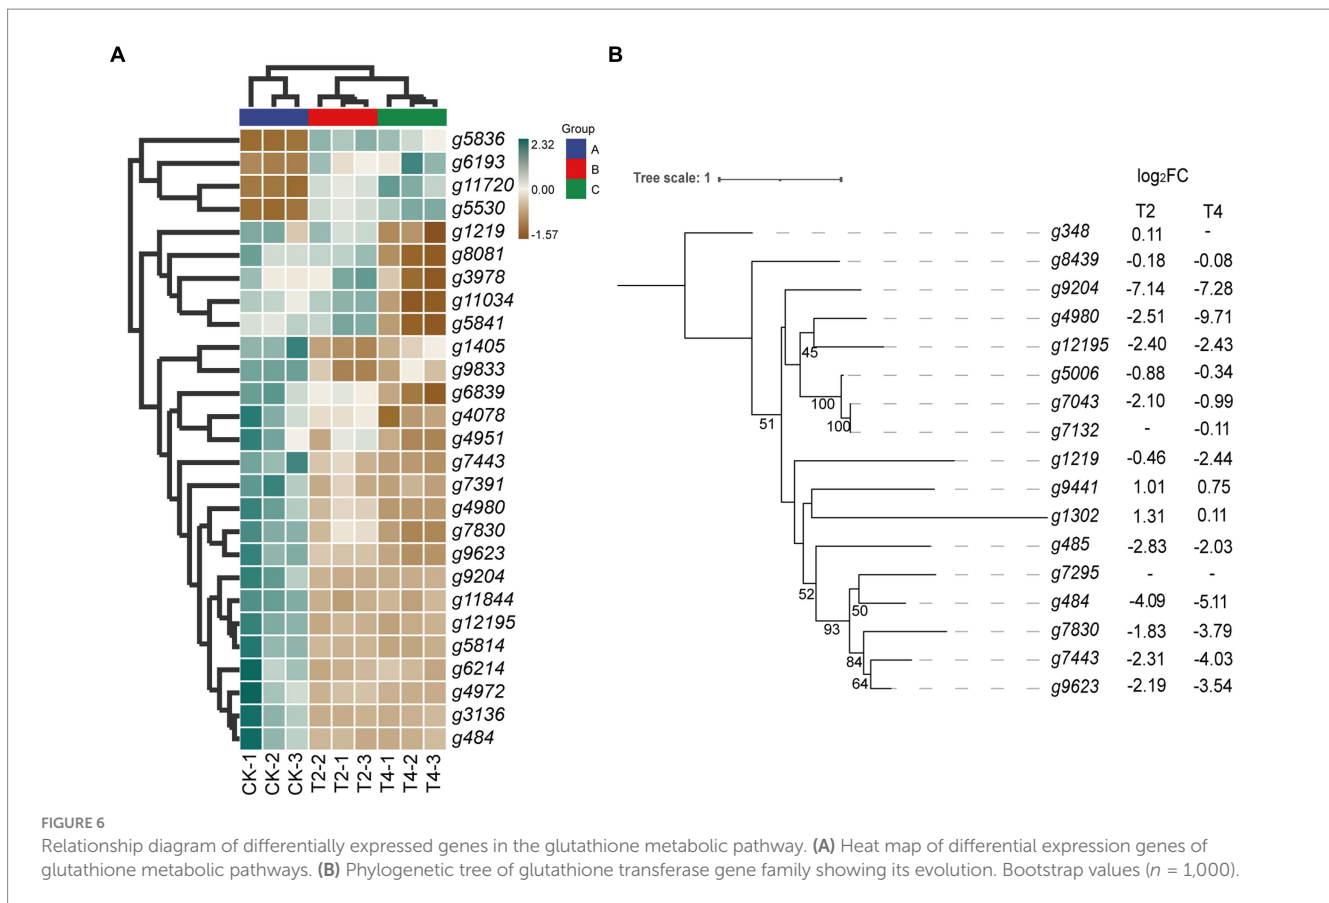 A
B
Group
A
B
C
2.32
0.00
-1.57
g5836
g6193
g11720
g5530
g1219
g8081
g3978
g11034
g5841
g1405
g9833
g6839
g4078
g4951
g7443
g7391
g4980
g7830
g9623
g9204
g11844
g12195
g5814
g6214
g4972
g3136
g484
CK-1 CK-2 CK-3 T2-2 T2-1 T2-3 T4-1 T4-2 T4-3
Tree scale: 1
log₂FC
T2 T4
g348 0.11 -
g8439 -0.18 -0.08
g9204 -7.14 -7.28
g4980 -2.51 -9.71
g12195 -2.40 -2.43
g5006 -0.88 -0.34
g7043 -2.10 -0.99
g7132 - -0.11
g1219 -0.46 -2.44
g9441 1.01 0.75
g1302 1.31 0.11
g485 -2.83 -2.03
g7295 - -
g484 -4.09 -5.11
g7830 -1.83 -3.79
g7443 -2.31 -4.03
g9623 -2.19 -3.54
45
100
100
51
52
50
93
84
64
FIGURE 6
Relationship diagram of differentially expressed genes in the glutathione metabolic pathway. (A) Heat map of differential expression genes of
glutathione metabolic pathways. (B) Phylogenetic tree of glutathione transferase gene family showing its evolution. Bootstrap values (n = 1,000).